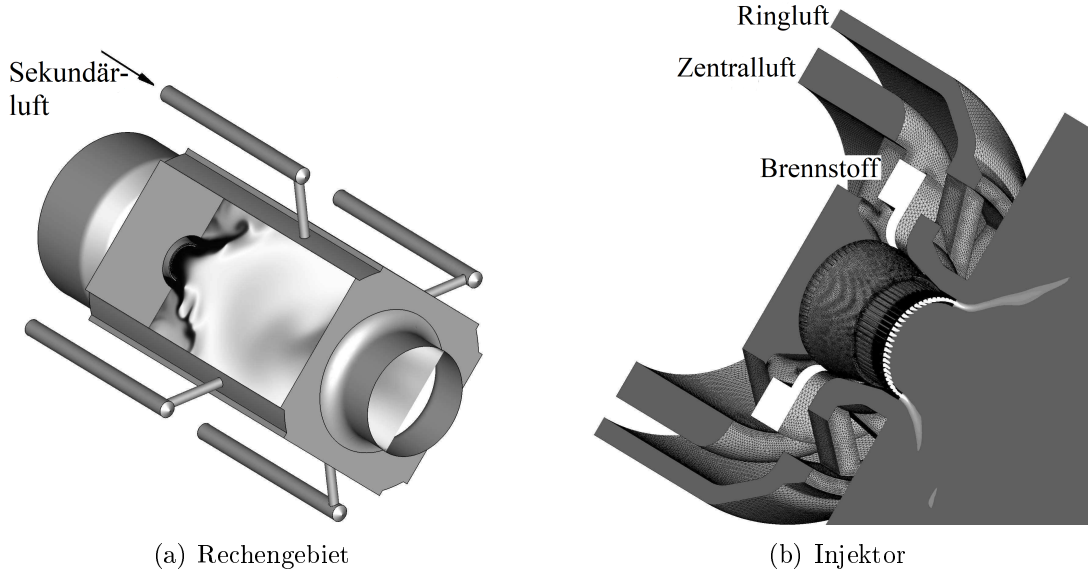 Sekundär-
luft
Ringluft
Zentralluft
Brennstoff
(a) Rechengebiet
(b) Injektor